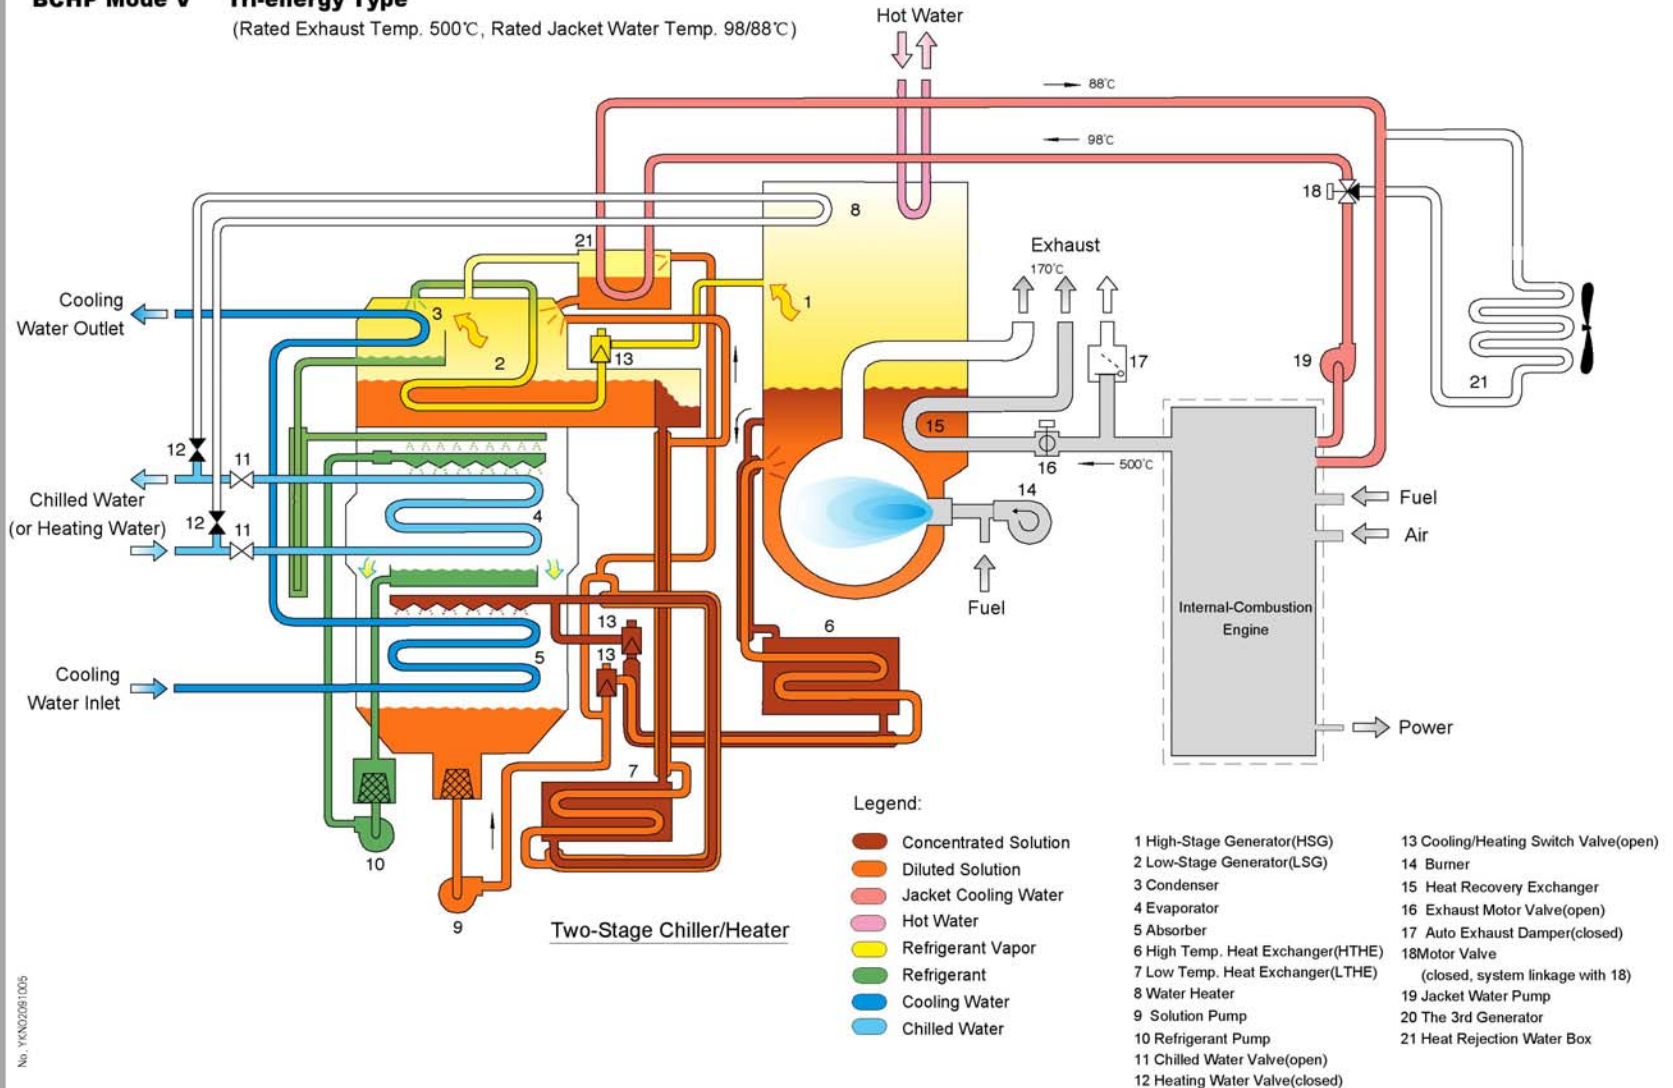 BCHP Mode V Tri-energy Type
(Rated Exhaust Temp. 500℃, Rated Jacket Water Temp. 98/88℃)
Hot Water
88℃
98℃
18
8
21
Exhaust
170℃
1
Cooling
Water Outlet
3
2
13
17
19
21
15
12
11
16
500℃
14
Chilled Water
(or Heating Water)
12
11
4
Fuel
Air
Fuel
Internal-Combustion
Engine
13
6
13
5
Cooling
Water Inlet
Power
7
10
9
Two-Stage Chiller/Heater
Legend:
Concentrated Solution
Diluted Solution
Jacket Cooling Water
Hot Water
Refrigerant Vapor
Refrigerant
Cooling Water
Chilled Water
1 High-Stage Generator(HSG)
2 Low-Stage Generator(LSG)
3 Condenser
4 Evaporator
5 Absorber
6 High Temp. Heat Exchanger(HTHE)
7 Low Temp. Heat Exchanger(LTHE)
8 Water Heater
9 Solution Pump
10 Refrigerant Pump
11 Chilled Water Valve(open)
12 Heating Water Valve(closed)
13 Cooling/Heating Switch Valve(open)
14 Burner
15 Heat Recovery Exchanger
16 Exhaust Motor Valve(open)
17 Auto Exhaust Damper(closed)
18Motor Valve
(closed, system linkage with 18)
19 Jacket Water Pump
20 The 3rd Generator
21 Heat Rejection Water Box
No. YKN02091005